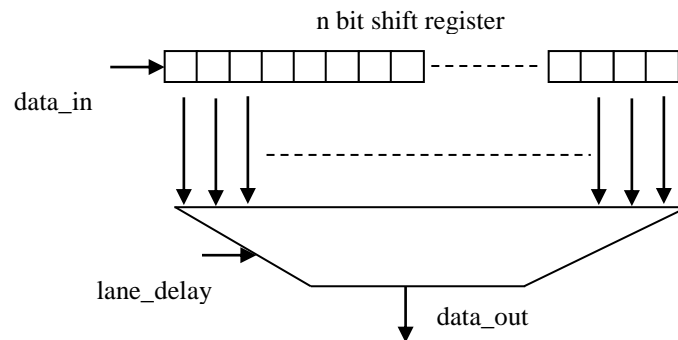 n bit shift register
data_in
lane_delay
data_out